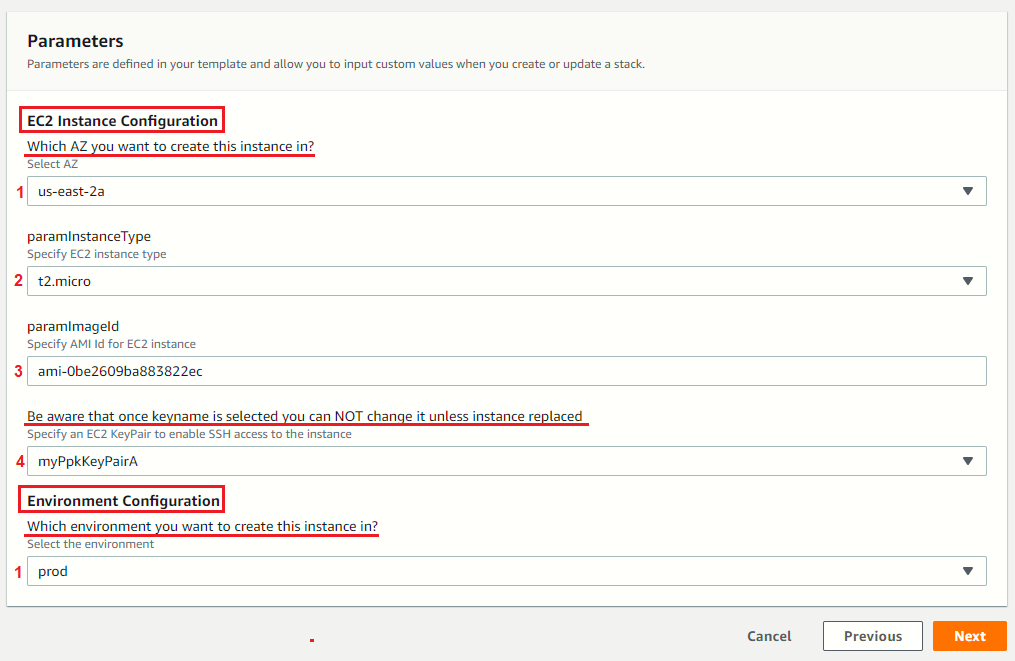 Parameters
Parameters are defined in your template and allow you to input custom values when you create or update a stack.
EC2 Instance Configuration
Which AZ you want to create this instance in?
Select AZ
1 us-east-2a
paramInstanceType
Specify EC2 instance type
2 t2.micro
paramImageId
Specify AMI Id for EC2 instance
3 ami-0be2609ba883822ec
Be aware that once keyname is selected you can NOT change it unless instance replaced
Specify an EC2 KeyPair to enable SSH access to the instance
4 myPpkKeyPairA
Environment Configuration
Which environment you want to create this instance in?
Select the environment
1 prod
Cancel Previous Next